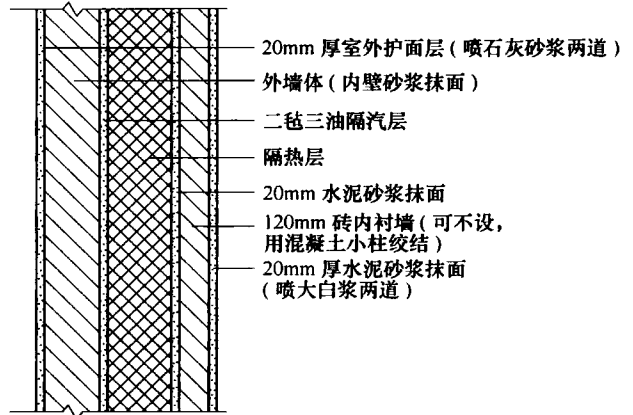 20mm 厚室外护面层(喷石灰砂浆两道)
外墙体(内壁砂浆抹面)
二毡三油隔汽层
隔热层
20mm 水泥砂浆抹面
120mm 砖内衬墙(可不设,
用混凝土小柱绞结)
20mm 厚水泥砂浆抹面
(喷大白浆两道)